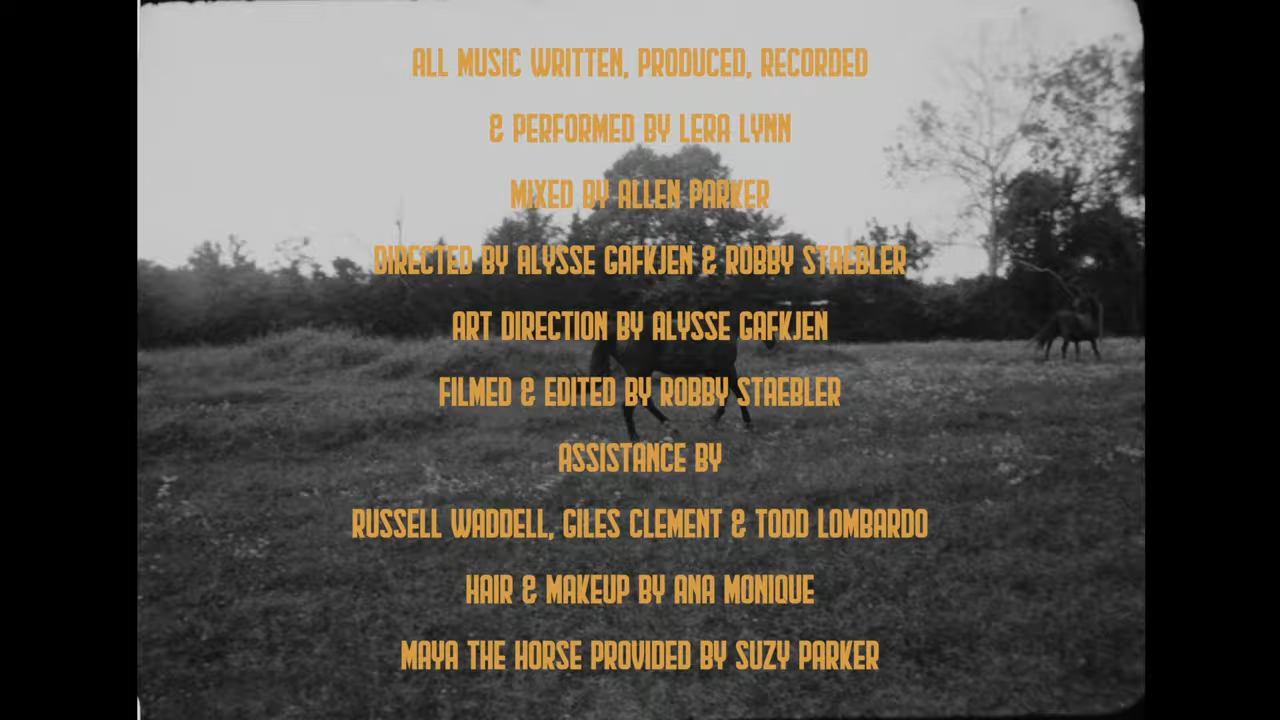 ALL MUSIC WRITTEN, PRODUCED, RECORDED
& PERFORMED BY LERA LYNN
MIXED BY ALLEN PARKER
DIRECTED BY ALYSSE GAFKJEN & ROBBY STAEBLER
ART DIRECTION BY ALYSSE GAFKJEN
FILMED & EDITED BY ROBBY STAEBLER
ASSISTANCE BY
RUSSELL WADDELL, GILES CLEMENT & TODD LOMBARDO
HAIR & MAKEUP BY ANA MONIQUE
MAYA THE HORSE PROVIDED BY SUZY PARKER